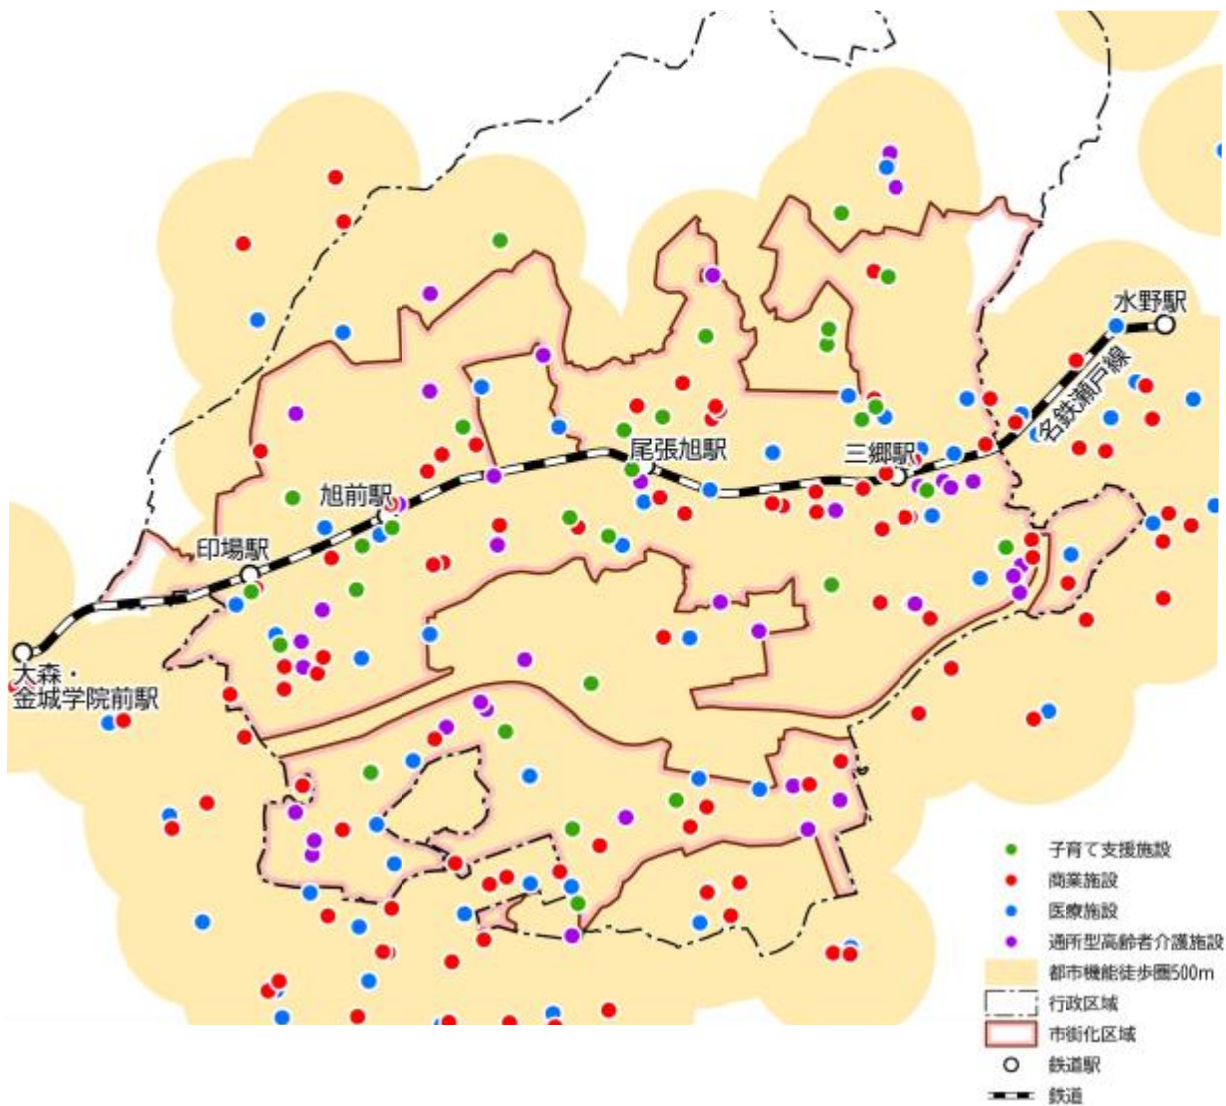 水野駅
名鉄瀬戸線
尾張旭駅
三郷駅
旭前駅
印場駅
大森・
金城学院前駅
子育て支援施設
商業施設
医療施設
通所型高齢者介護施設
都市機能徒歩圏500m
行政区域
市街化区域
鉄道駅
鉄道